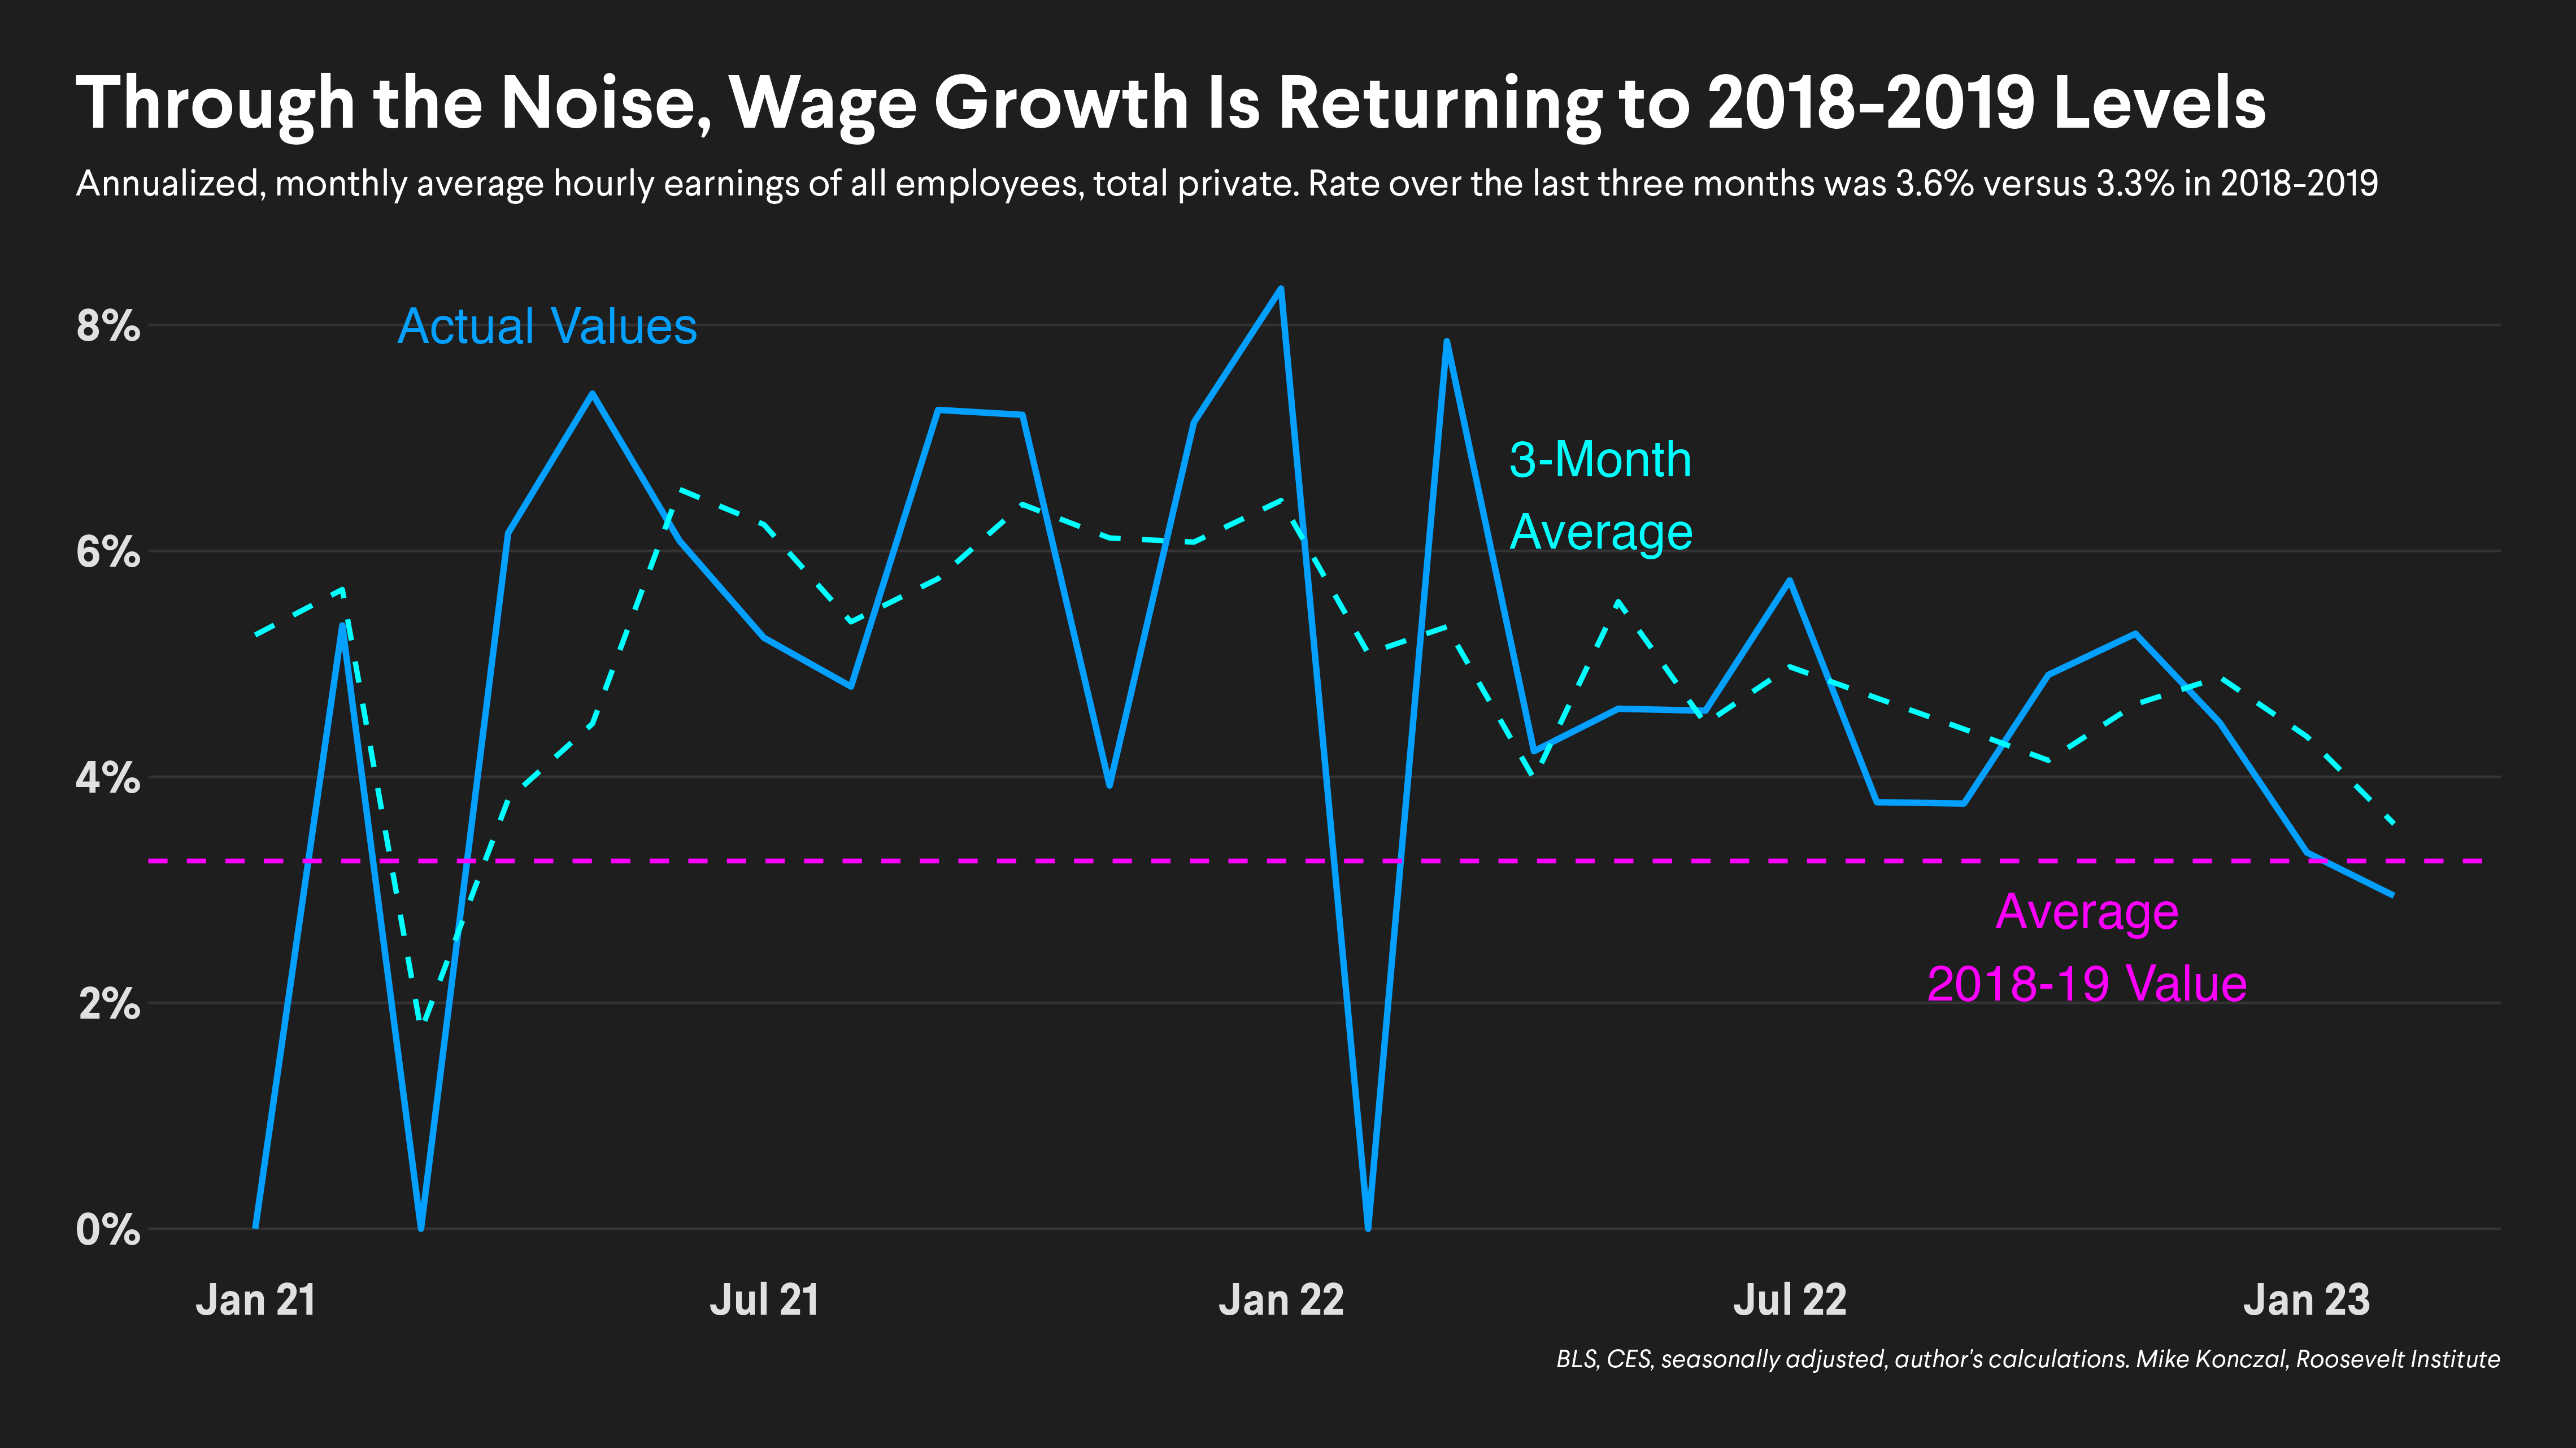 Through the Noise, Wage Growth Is Returning to 2018-2019 Levels
Annualized, monthly average hourly earnings of all employees, total private. Rate over the last three months was 3.6% versus 3.3% in 2018-2019
8%
Actual Values
3-Month
Average
6%
4%
Average
2018-19 Value
2%
0%
Jan 21
Jul 21
Jan 22
Jul 22
Jan 23
BLS, CES, seasonally adjusted, author's calculations. Mike Konczal, Roosevelt Institute